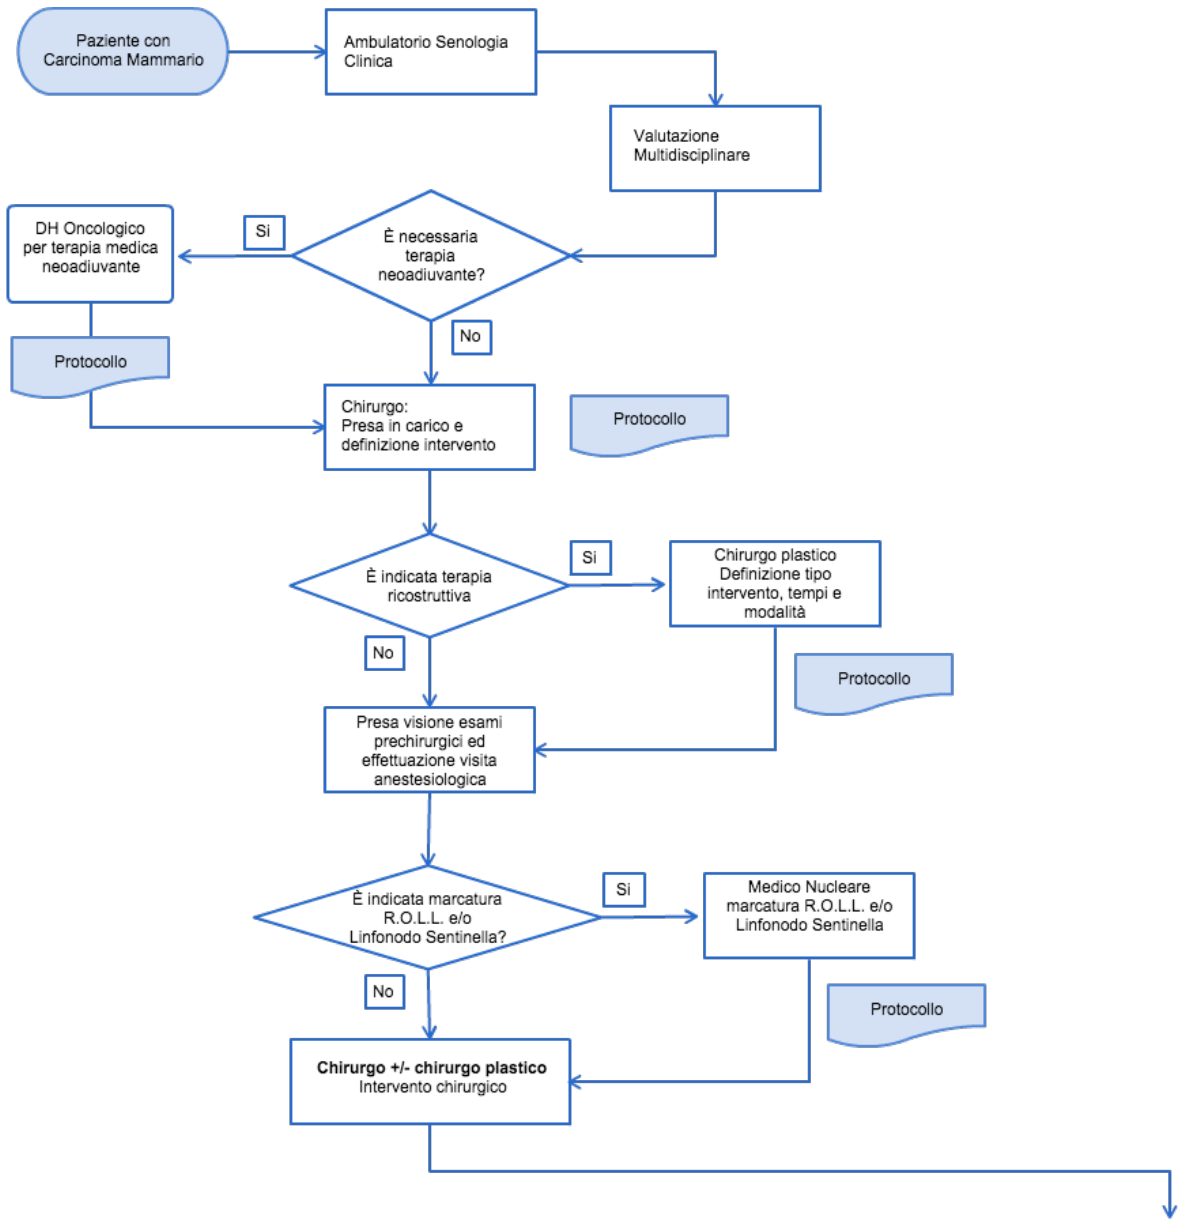 Paziente con
Carcinoma Mammario
Ambulatorio Senologia
Clinica
Valutazione
Multidisciplinare
È necessaria
terapia
neoadiuvante?
Si
DH Oncologico
per terapia medica
neoadiuvante
No
Protocollo
Chirurgo:
Presa in carico e
definizione intervento
Protocollo
È indicata terapia
ricostruttiva
Si
Chirurgo plastico
Definizione tipo
intervento, tempi e
modalità
No
Protocollo
Presa visione esami
prechirurgici ed
effettuazione visita
anestesiologica
È indicata marcatura
R.O.L.L. e/o
Linfonodo Sentinella?
Si
Medico Nucleare
marcatura R.O.L.L. e/o
Linfonodo Sentinella
No
Protocollo
Chirurgo +/- chirurgo plastico
Intervento chirurgico